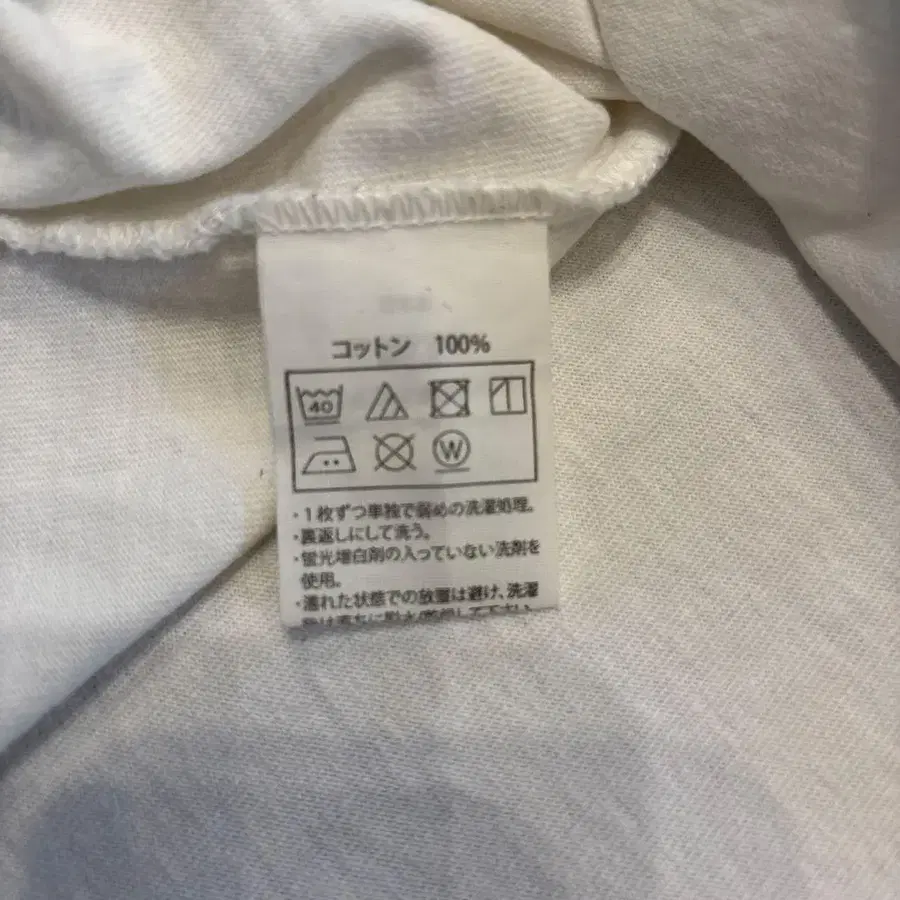 コットン 100%
40
W
・1枚ずつ単独で弱めの洗濯処理。
・裏返しにして洗う。
・蛍光増白剤の入っていない洗剤を
使用。
・濡れた状態での放置は避け、洗濯